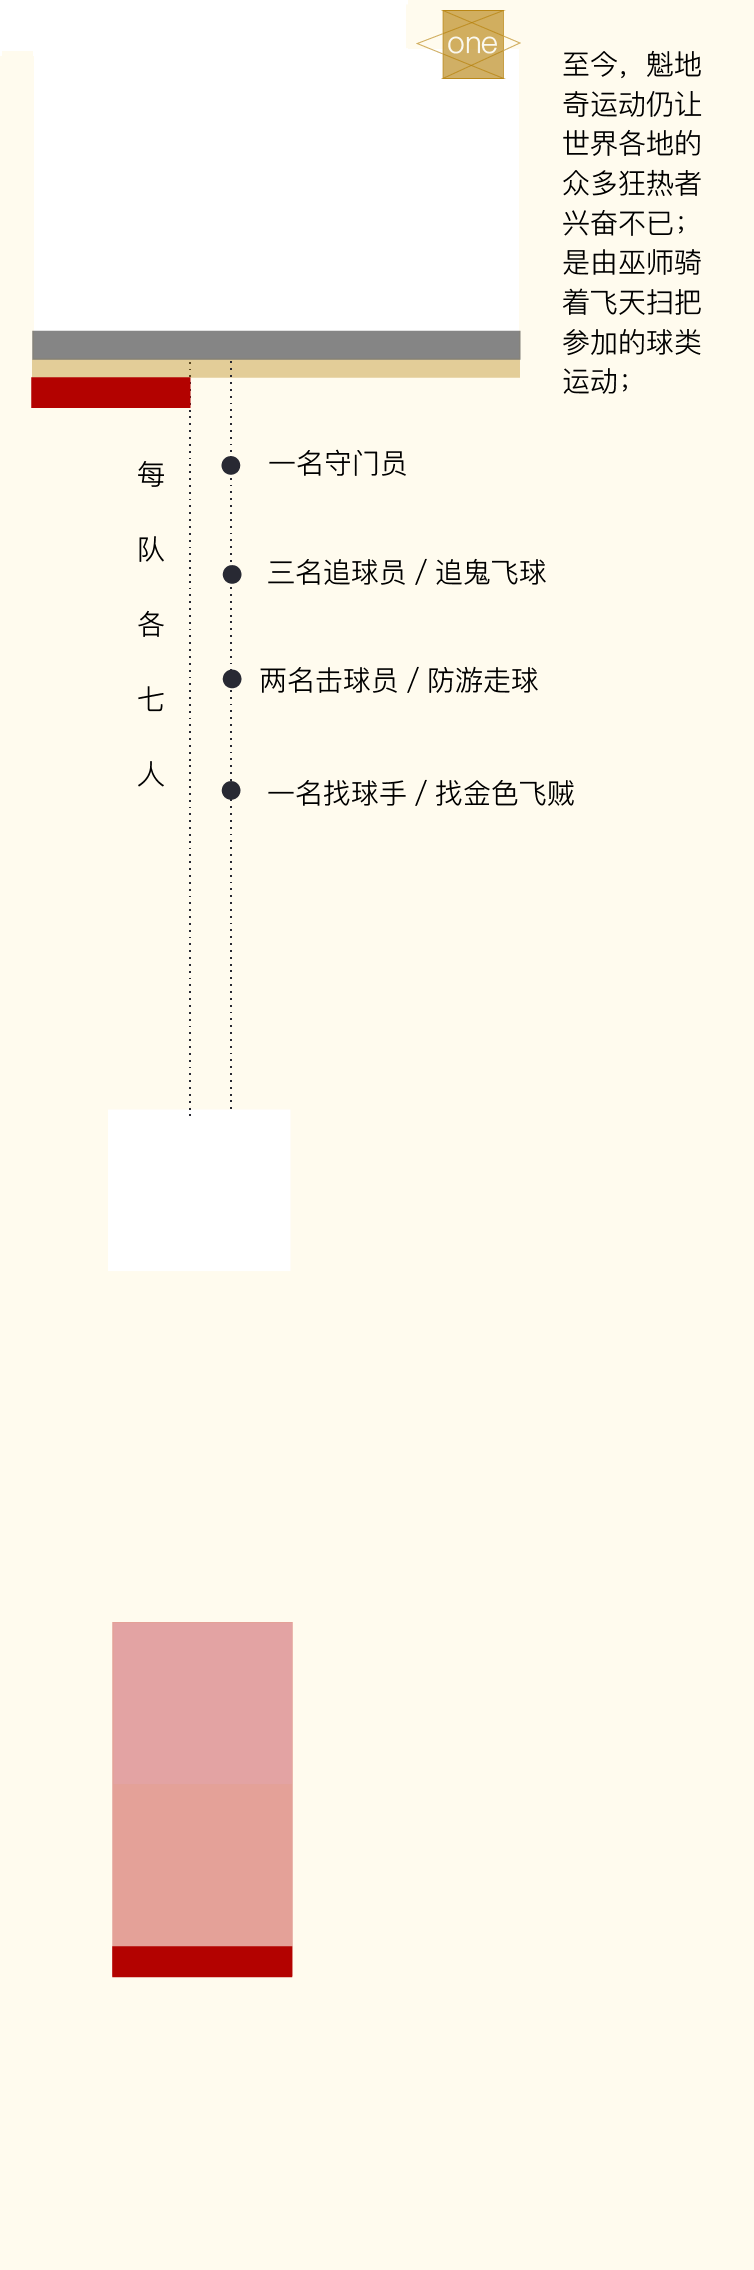 one
至今，魁地
奇运动仍让
世界各地的
众多狂热者
兴奋不已；
是由巫师骑
着飞天扫把
参加的球类
运动；
每
队
各
七
人
一名守门员
三名追球员 / 追鬼飞球
两名击球员 / 防游走球
一名找球手 / 找金色飞贼